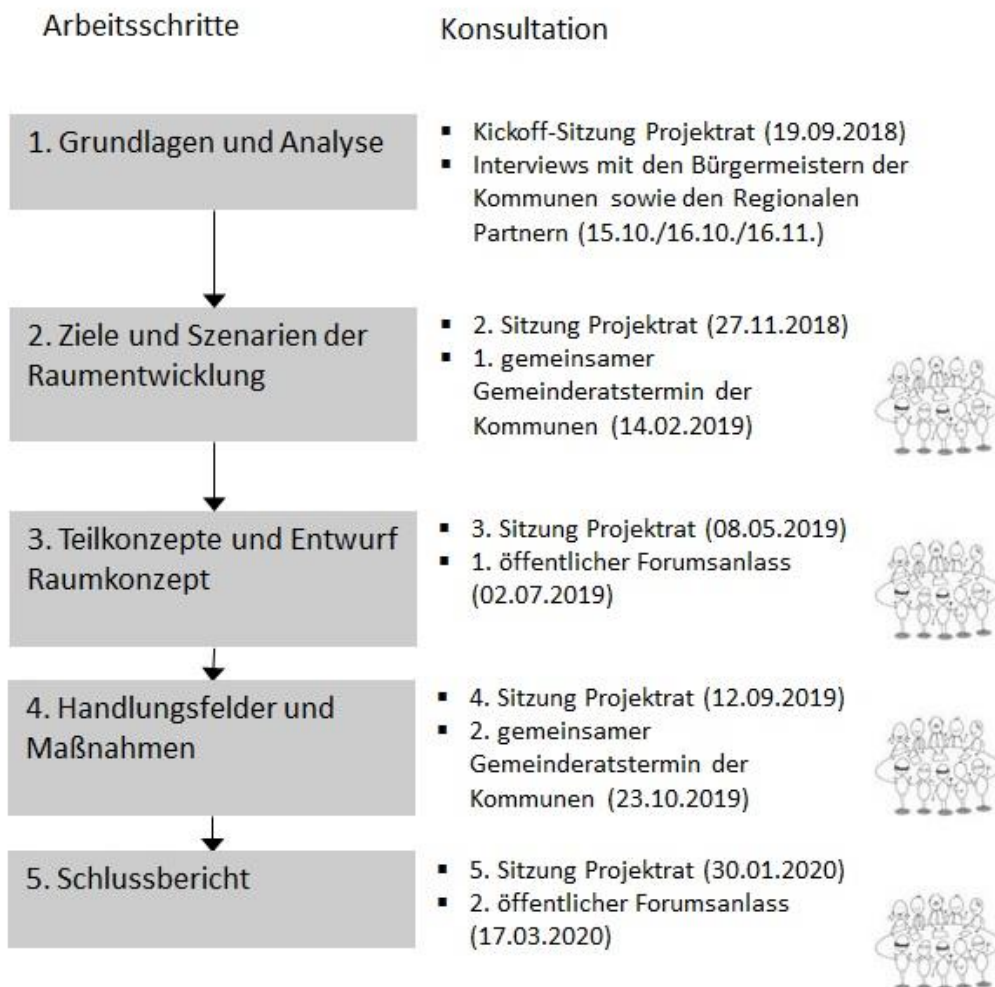 Arbeitsschritte
Konsultation
1. Grundlagen und Analyse
▪ Kickoff-Sitzung Projektrat (19.09.2018)
▪ Interviews mit den Bürgermeistern der
Kommunen sowie den Regionalen
Partnern (15.10./16.10./16.11.)
2. Ziele und Szenarien der
Raumentwicklung
▪ 2. Sitzung Projektrat (27.11.2018)
▪ 1. gemeinsamer
Gemeinderatstermin der
Kommunen (14.02.2019)
3. Teilkonzepte und Entwurf
Raumkonzept
▪ 3. Sitzung Projektrat (08.05.2019)
▪ 1. öffentlicher Forumsanlass
(02.07.2019)
4. Handlungsfelder und
Maßnahmen
▪ 4. Sitzung Projektrat (12.09.2019)
▪ 2. gemeinsamer
Gemeinderatstermin der
Kommunen (23.10.2019)
5. Schlussbericht
▪ 5. Sitzung Projektrat (30.01.2020)
▪ 2. öffentlicher Forumsanlass
(17.03.2020)